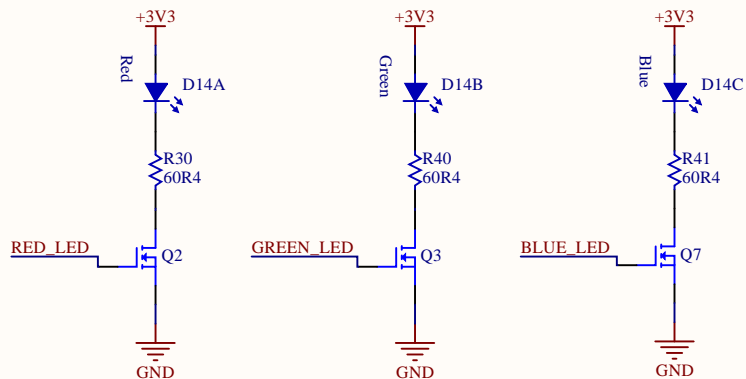 +3V3
Red
D14A
R30
60R4
RED_LED
Q2
GND
+3V3
Green
D14B
R40
60R4
GREEN_LED
Q3
GND
+3V3
Blue
D14C
R41
60R4
BLUE_LED
Q7
GND